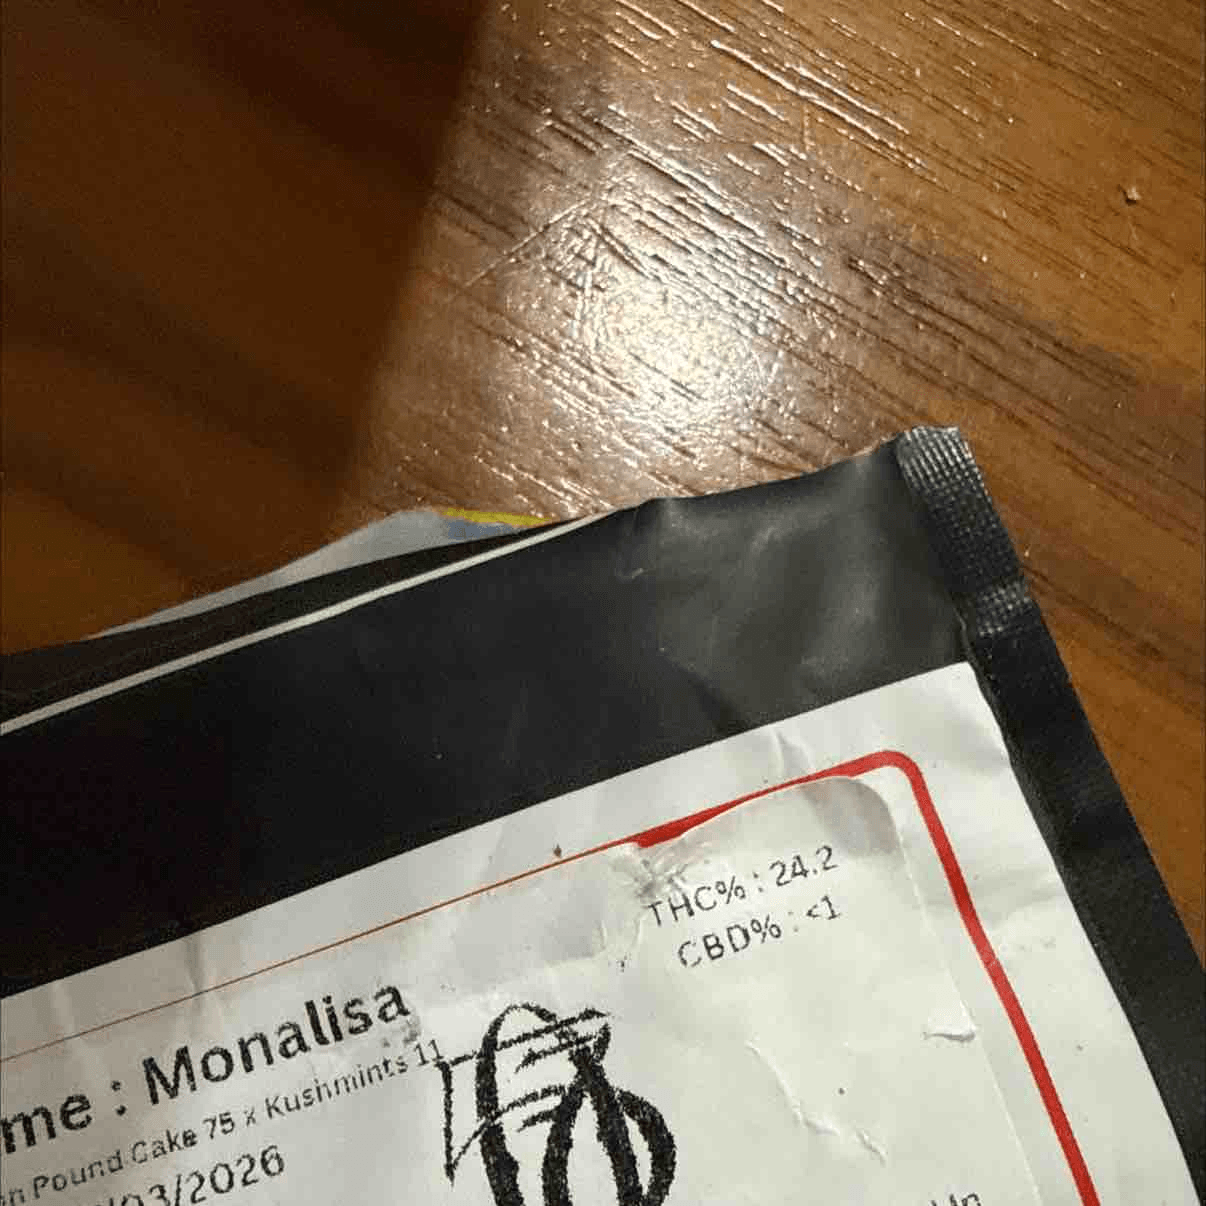 THC% : 24.2
CBD% : <1
me : Monalisa
n Pound Cake 75 x Kushmints 11
/03/2026